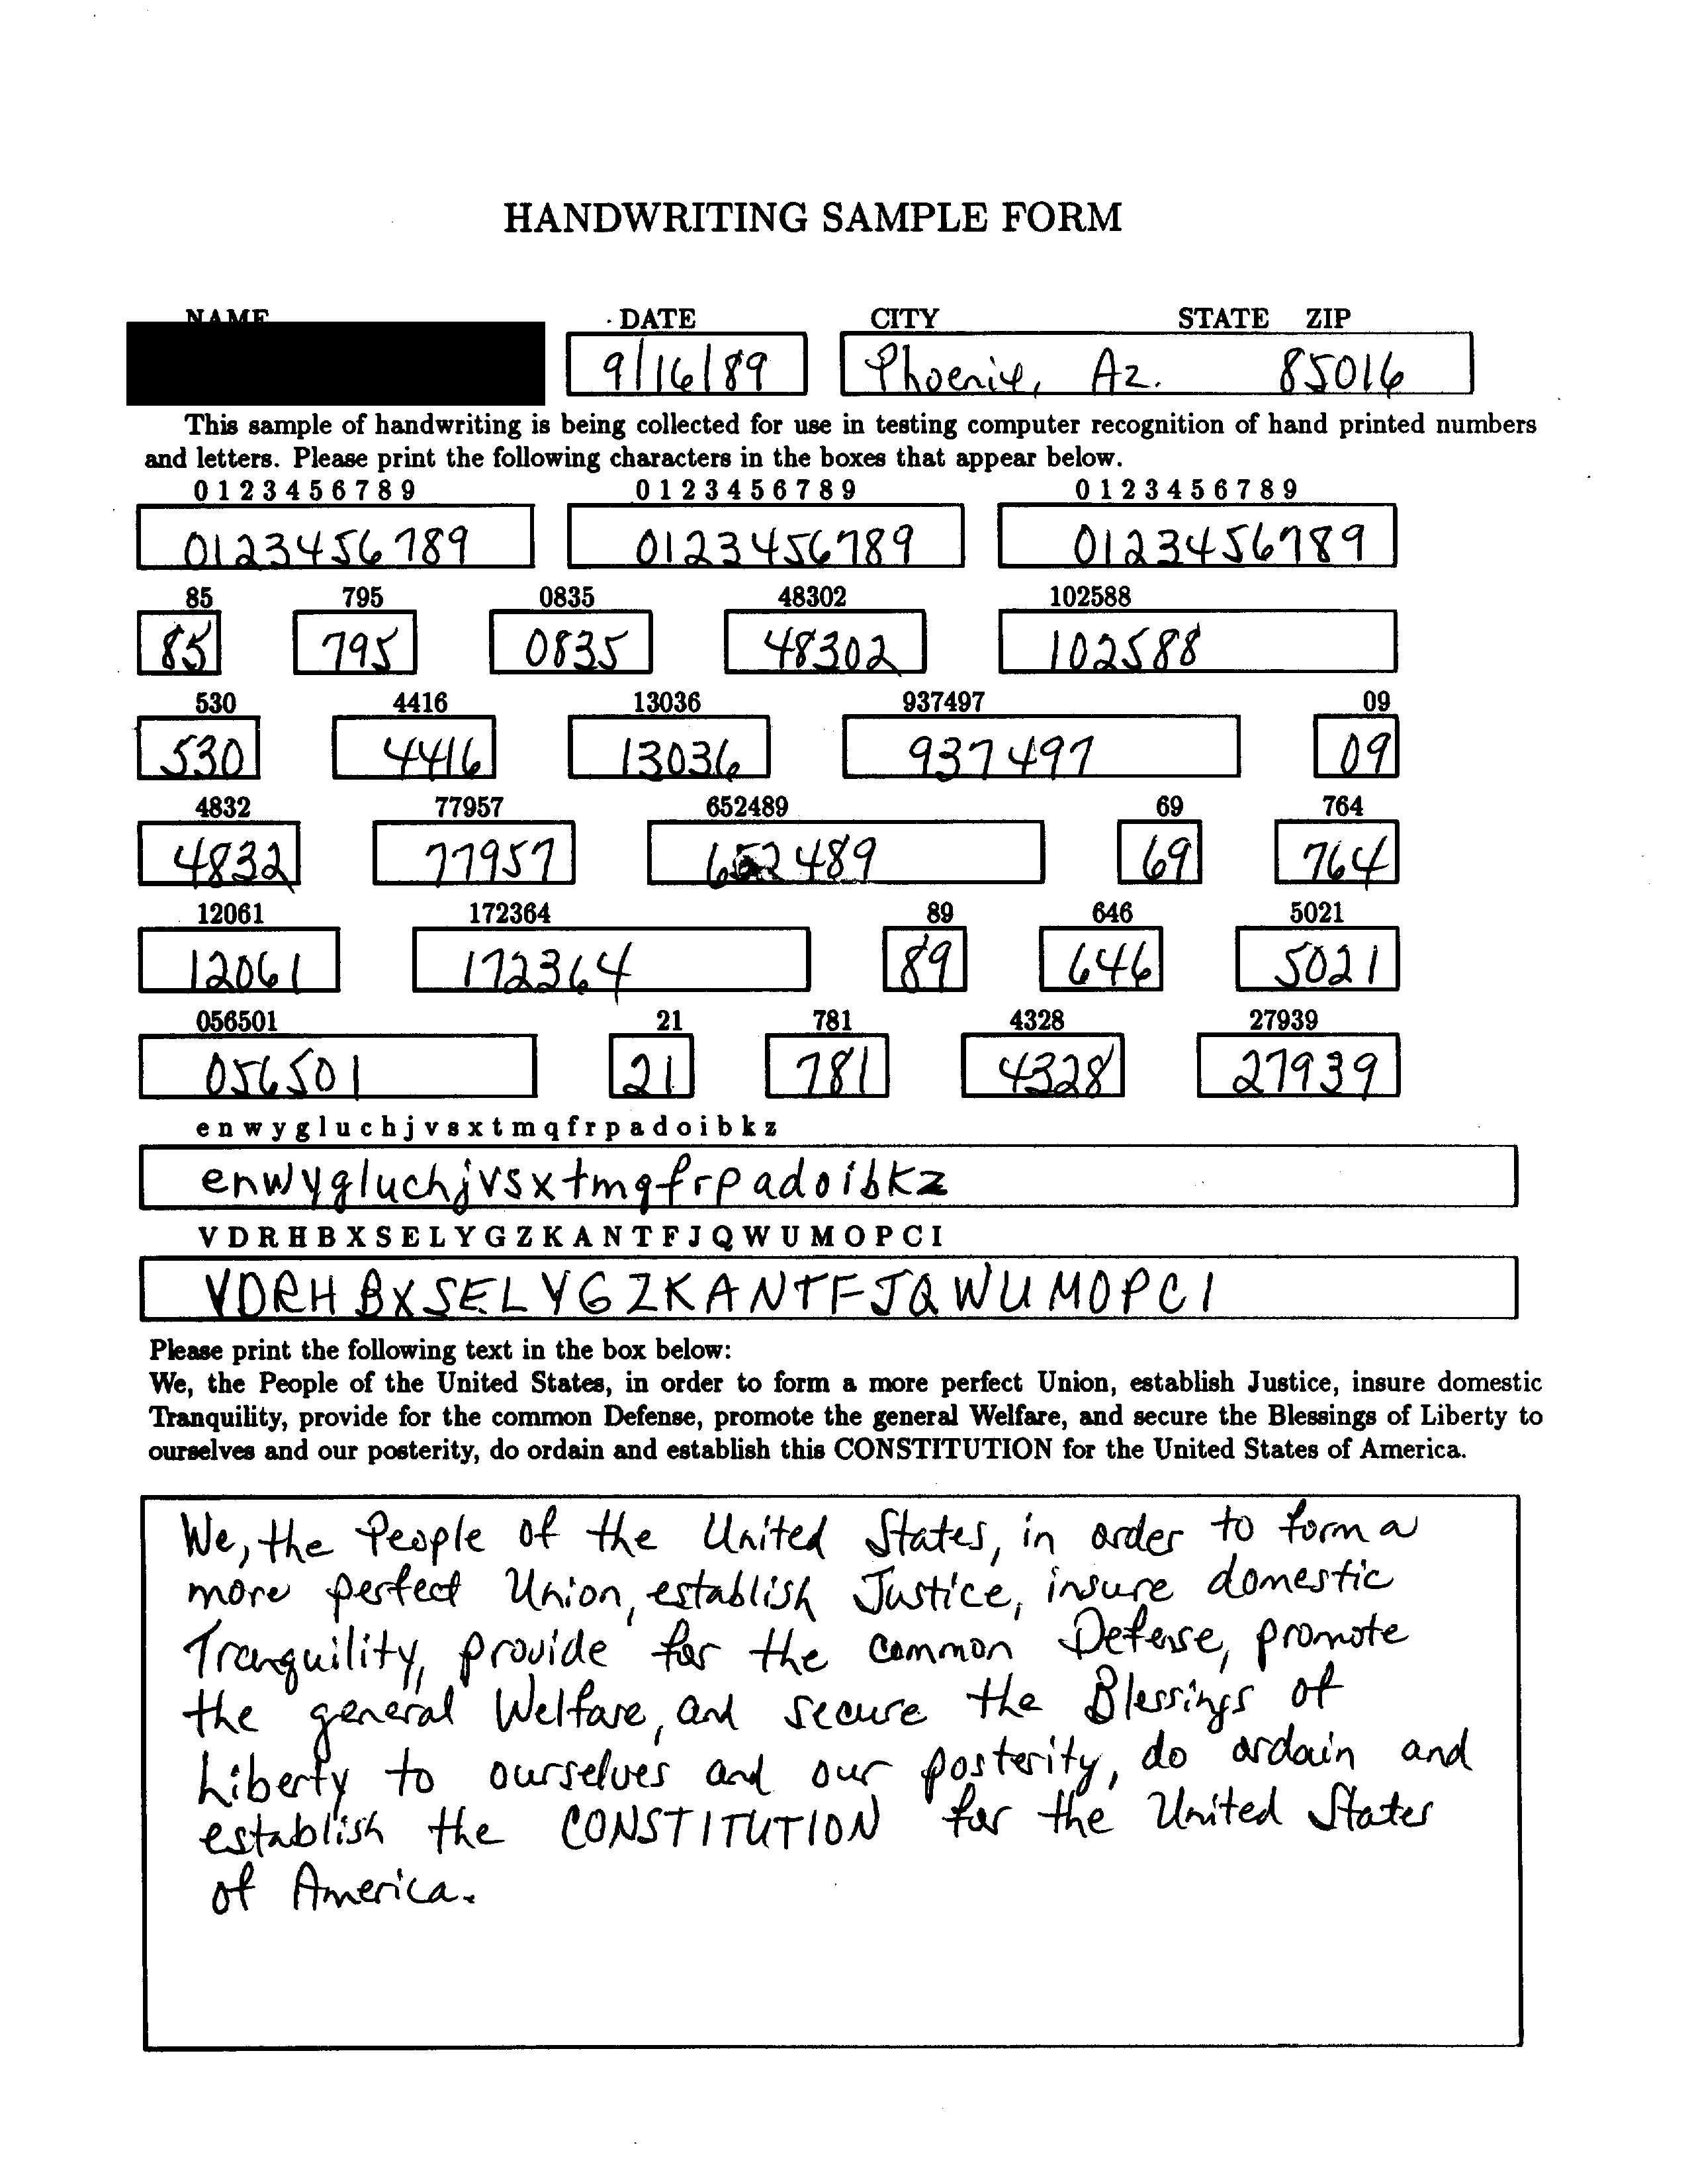 HANDWRITING SAMPLE FORM
NAME DATE CITY STATE ZIP
9/16/89 Phoenix, Az. 85016
This sample of handwriting is being collected for use in testing computer recognition of hand printed numbers
and letters. Please print the following characters in the boxes that appear below.
0 1 2 3 4 5 6 7 8 9 0 1 2 3 4 5 6 7 8 9 0 1 2 3 4 5 6 7 8 9
0123456789 0123456789 0123456789
85 795 0835 48302 102588
85 795 0835 48302 102588
530 4416 13036 937497 09
530 4416 13036 937497 09
4832 77957 652489 69 764
4832 77957 652489 69 764
12061 172364 89 646 5021
12061 172364 89 646 5021
056501 21 781 4328 27939
056501 21 781 4328 27939
e n w y g l u c h j v s x t m q f r p a d o i b k z
enwygluchjvsxtmqfrpadoibkz
V D R H B X S E L Y G Z K A N T F J Q W U M O P C I
VDRHBXSELYGZKANTFJQWUMOPCI
Please print the following text in the box below:
We, the People of the United States, in order to form a more perfect Union, establish Justice, insure domestic
Tranquility, provide for the common Defense, promote the general Welfare, and secure the Blessings of Liberty to
ourselves and our posterity, do ordain and establish this CONSTITUTION for the United States of America.
We, the People of the United States, in order to form a
more perfect Union, establish Justice, insure domestic
Tranquility, provide for the common Defense, promote
the general Welfare, and secure the Blessings of
Liberty to ourselves and our posterity, do ordain and
establish the CONSTITUTION for the United States
of America.